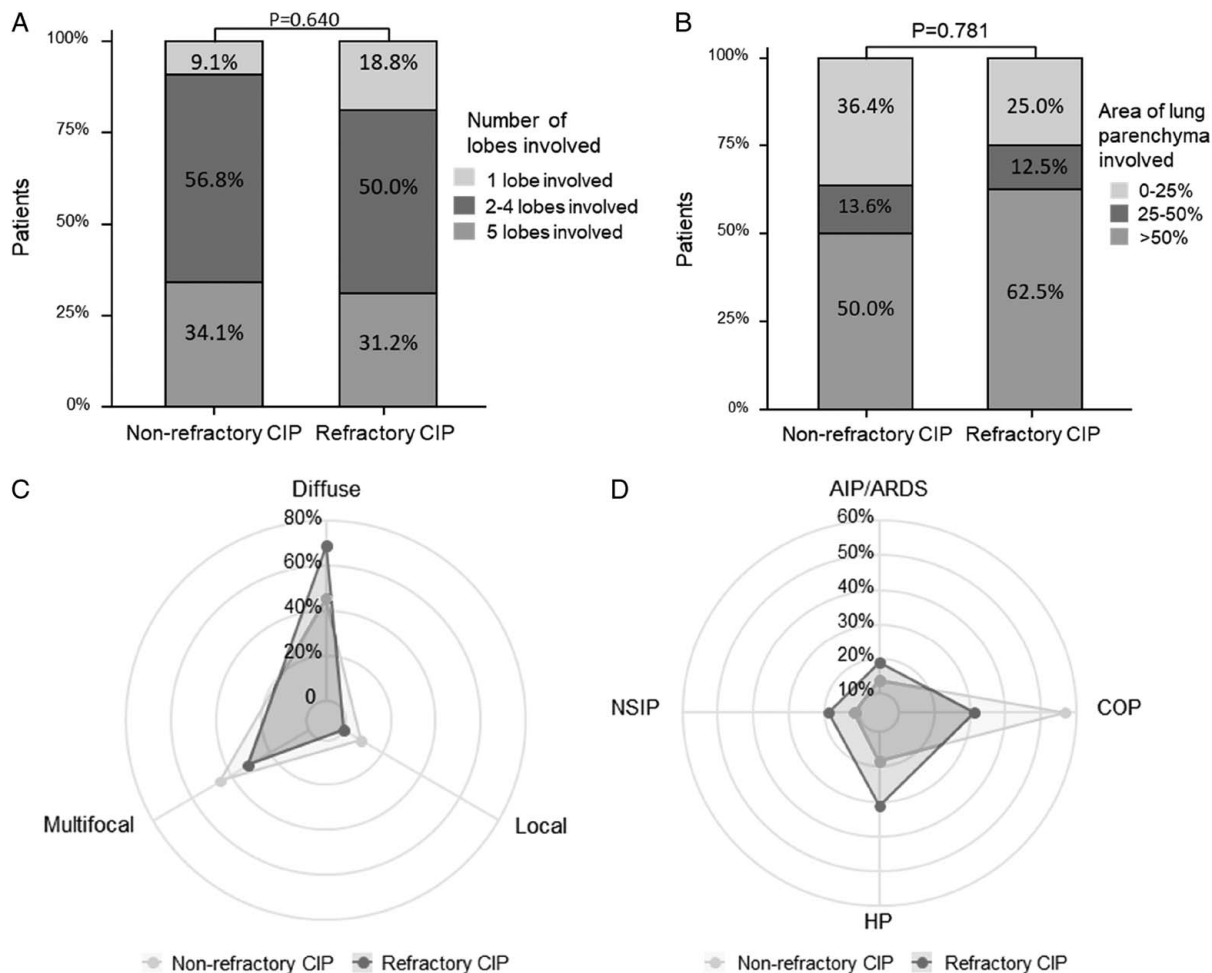 A
P=0.640
100%
75%
50%
25%
0%
Patients
9.1%
56.8%
34.1%
18.8%
50.0%
31.2%
Non-refractory CIP
Refractory CIP
Number of
lobes involved
1 lobe involved
2-4 lobes involved
5 lobes involved
B
P=0.781
100%
75%
50%
25%
0%
Patients
36.4%
13.6%
50.0%
25.0%
12.5%
62.5%
Non-refractory CIP
Refractory CIP
Area of lung
parenchyma
involved
0-25%
25-50%
>50%
C
Diffuse
80%
60%
40%
20%
0
Multifocal
Local
Non-refractory CIP
Refractory CIP
D
AIP/ARDS
60%
50%
40%
30%
20%
10%
NSIP
COP
HP
Non-refractory CIP
Refractory CIP